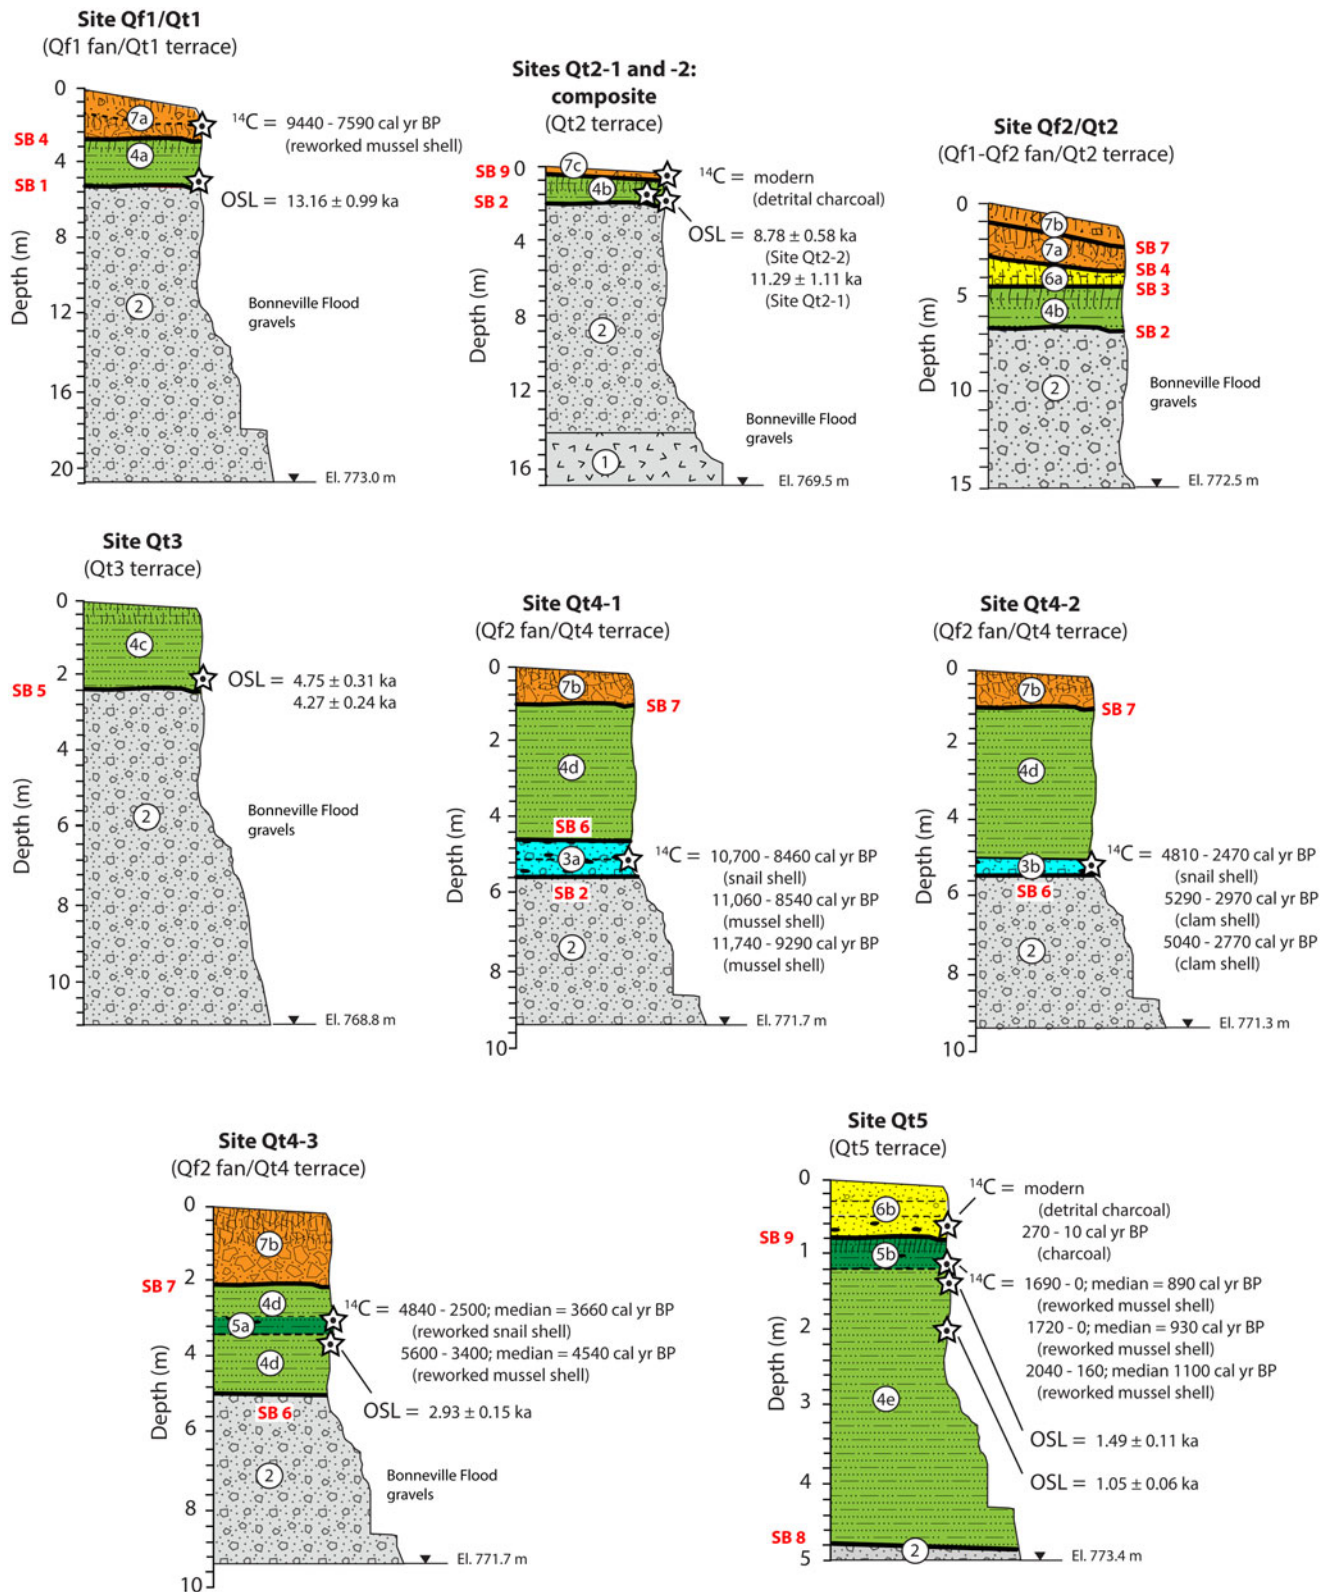 Site Qf1/Qt1
(Qf1 fan/Qt1 terrace)
0
4
8
12
16
20
Depth (m)
SB 4
SB 1
7a
4a
2
14C = 9440 - 7590 cal yr BP
(reworked mussel shell)
OSL = 13.16 ± 0.99 ka
Bonneville Flood
gravels
El. 773.0 m
Sites Qt2-1 and -2:
composite
(Qt2 terrace)
0
4
8
12
16
Depth (m)
SB 9
SB 2
7c
4b
2
1
14C = modern
(detrital charcoal)
OSL = 8.78 ± 0.58 ka
(Site Qt2-2)
11.29 ± 1.11 ka
(Site Qt2-1)
Bonneville Flood
gravels
El. 769.5 m
Site Qf2/Qt2
(Qf1-Qf2 fan/Qt2 terrace)
0
5
10
15
Depth (m)
7b
7a
6a
4b
2
SB 7
SB 4
SB 3
SB 2
Bonneville Flood
gravels
El. 772.5 m
Site Qt3
(Qt3 terrace)
0
2
4
6
8
10
Depth (m)
SB 5
4c
2
OSL = 4.75 ± 0.31 ka
4.27 ± 0.24 ka
Bonneville Flood
gravels
El. 768.8 m
Site Qt4-1
(Qf2 fan/Qt4 terrace)
0
2
4
6
8
10
Depth (m)
7b
SB 7
4d
SB 6
3a
SB 2
2
14C = 10,700 - 8460 cal yr BP
(snail shell)
11,060 - 8540 cal yr BP
(mussel shell)
11,740 - 9290 cal yr BP
(mussel shell)
El. 771.7 m
Site Qt4-2
(Qf2 fan/Qt4 terrace)
0
2
4
6
8
10
Depth (m)
7b
SB 7
4d
3b
SB 6
2
14C = 4810 - 2470 cal yr BP
(snail shell)
5290 - 2970 cal yr BP
(clam shell)
5040 - 2770 cal yr BP
(clam shell)
El. 771.3 m
Site Qt4-3
(Qf2 fan/Qt4 terrace)
0
2
4
6
8
10
Depth (m)
SB 7
7b
4d
5a
4d
SB 6
2
14C = 4840 - 2500; median = 3660 cal yr BP
(reworked snail shell)
5600 - 3400; median = 4540 cal yr BP
(reworked mussel shell)
OSL = 2.93 ± 0.15 ka
Bonneville Flood
gravels
El. 771.7 m
Site Qt5
(Qt5 terrace)
0
1
2
3
4
5
Depth (m)
SB 9
SB 8
6b
5b
4e
2
14C = modern
(detrital charcoal)
270 - 10 cal yr BP
(charcoal)
14C = 1690 - 0; median = 890 cal yr BP
(reworked mussel shell)
1720 - 0; median = 930 cal yr BP
(reworked mussel shell)
2040 - 160; median 1100 cal yr BP
(reworked mussel shell)
OSL = 1.49 ± 0.11 ka
OSL = 1.05 ± 0.06 ka
El. 773.4 m